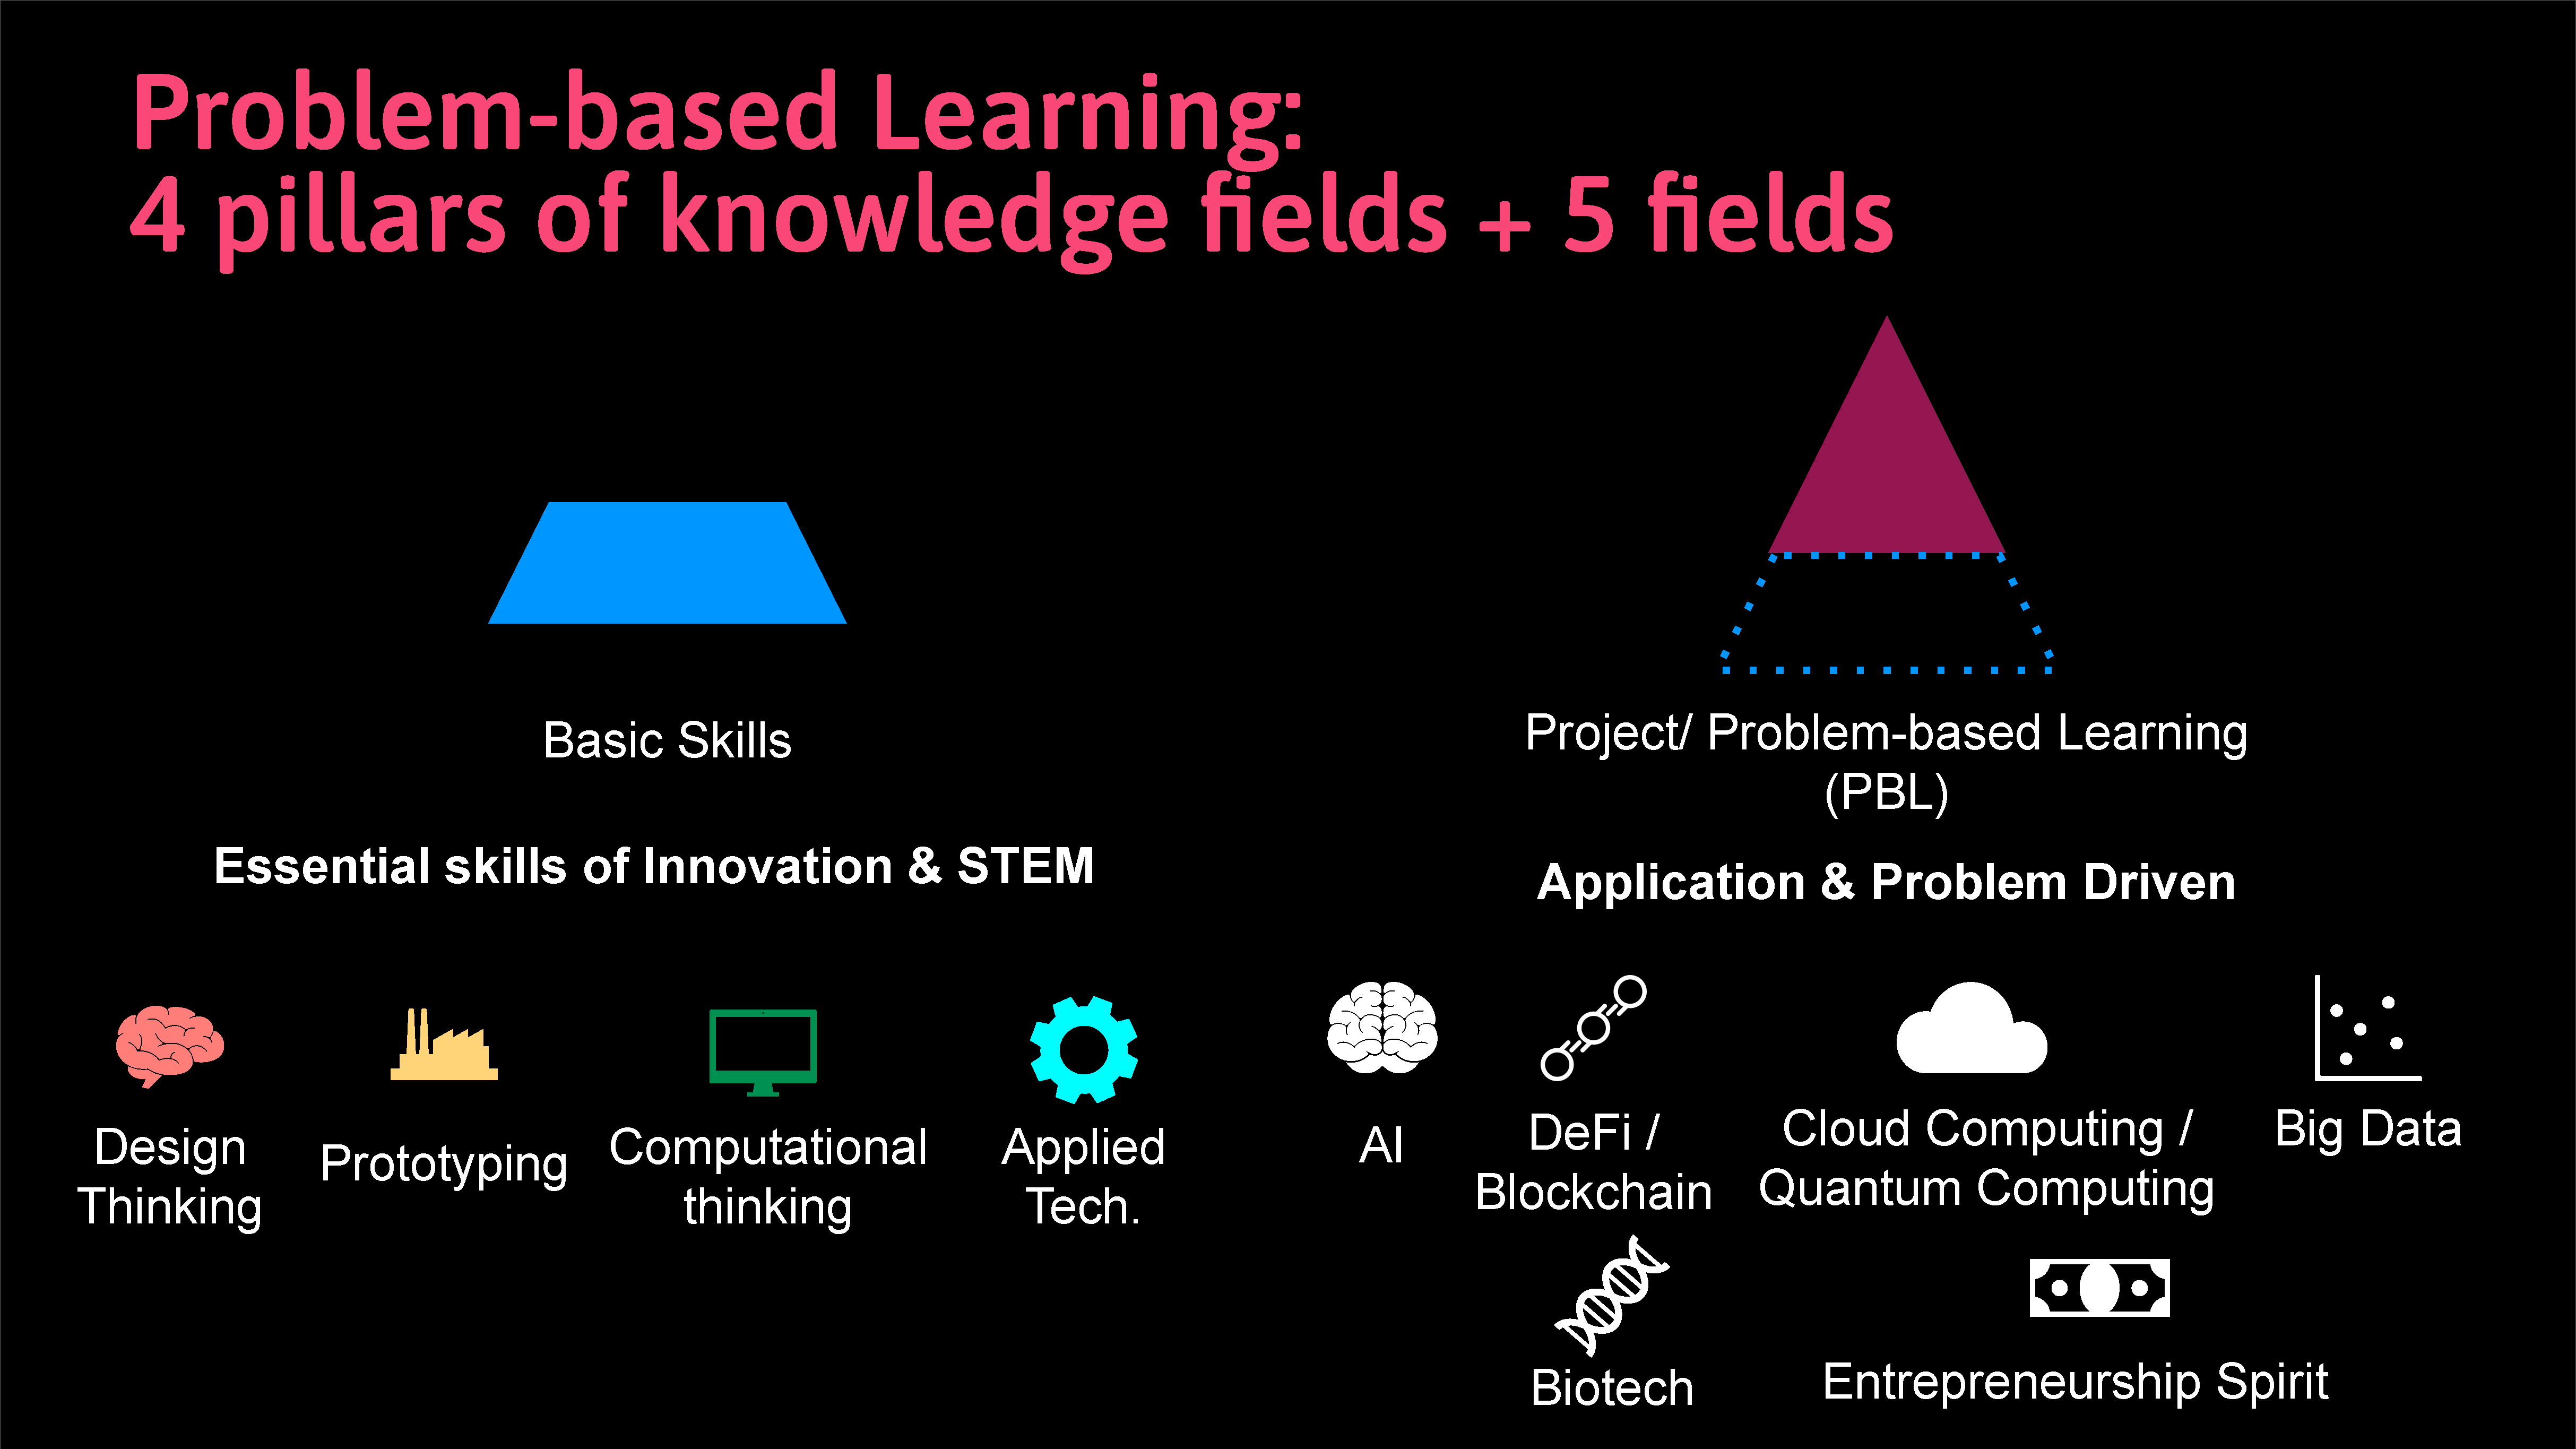 Problem-based Learning:
4 pillars of knowledge fields + 5 fields
Basic Skills
Essential skills of Innovation & STEM
Design
Thinking
Prototyping
Computational
thinking
Applied
Tech.
Project/ Problem-based Learning
(PBL)
Application & Problem Driven
AI
DeFi /
Blockchain
Cloud Computing /
Quantum Computing
Big Data
Biotech
Entrepreneurship Spirit